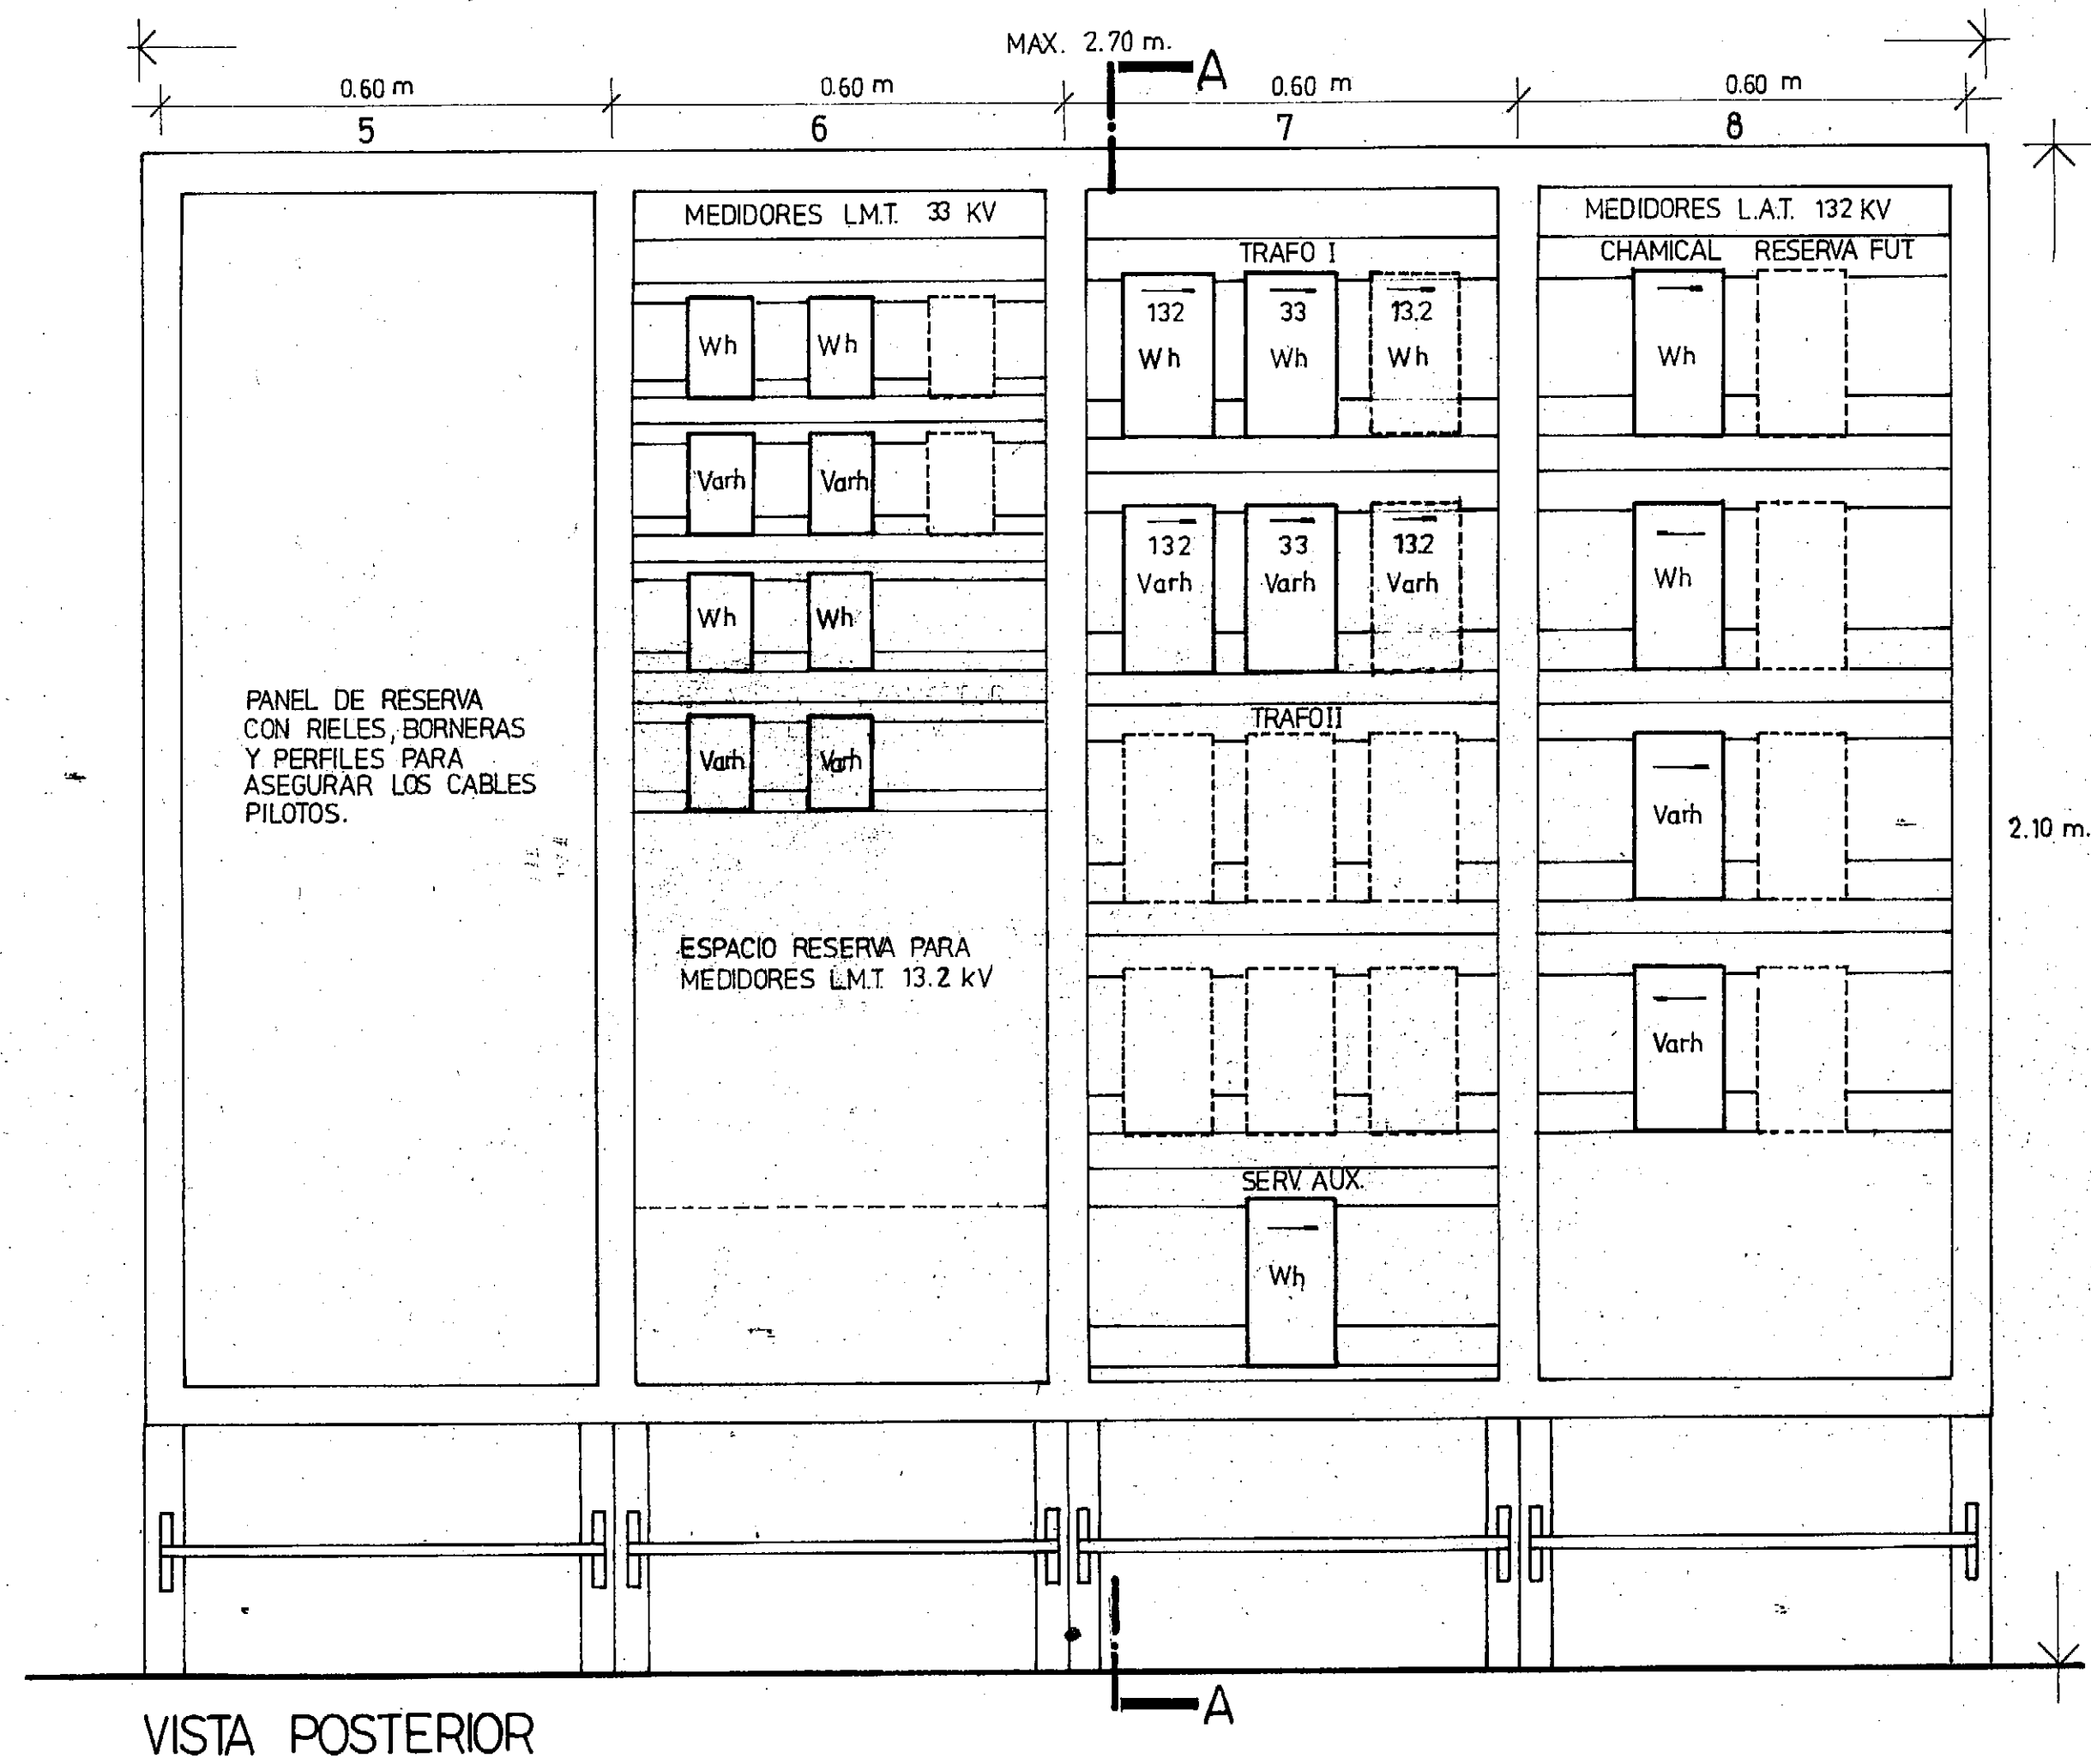 MAX. 2.70 m.
A
0.60 m
0.60 m
0.60 m
0.60 m
5
6
7
8
MEDIDORES L.M.T. 33 KV
MEDIDORES L.A.T. 132 KV
TRAFO I
CHAMICAL RESERVA FUT
Wh
Wh
132
Wh
33
Wh
13.2
Wh
Wh
Varh
Varh
132
Varh
33
Varh
13.2
Varh
Wh
Wh
Wh
PANEL DE RESERVA
CON RIELES, BORNERAS
Y PERFILES PARA
ASEGURAR LOS CABLES
PILOTOS.
Varh
Varh
TRAFO II
Varh
2.10 m.
ESPACIO RESERVA PARA
MEDIDORES L.M.T. 13.2 kV
Varh
SERV. AUX.
Wh
A
VISTA POSTERIOR